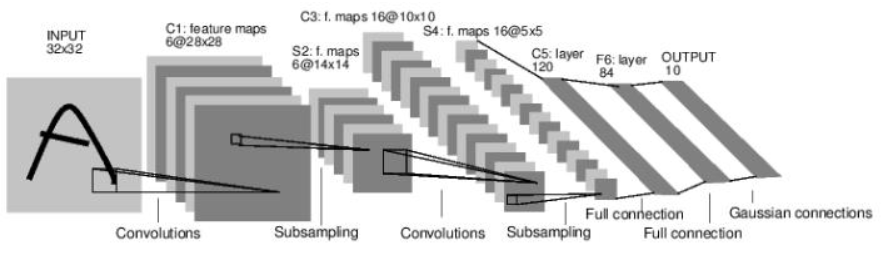 INPUT
32x32
C1: feature maps
6@28x28
S2: f. maps
6@14x14
C3: f. maps 16@10x10
S4: f. maps 16@5x5
C5: layer
120
F6: layer
84
OUTPUT
10
Convolutions
Subsampling
Convolutions
Subsampling
Full connection
Full connection
Gaussian connections